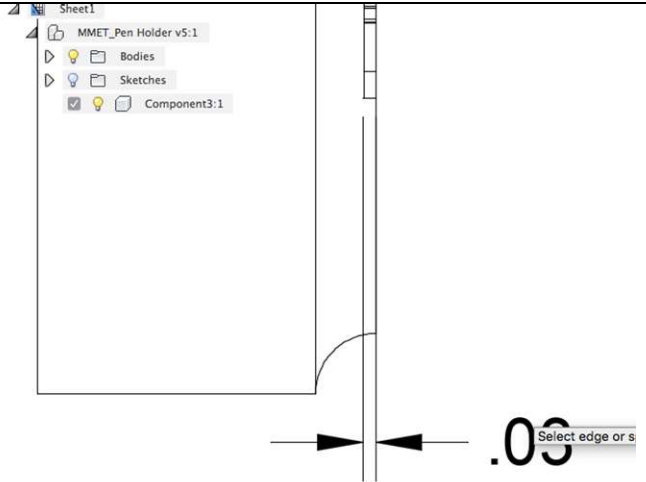 Sheet1
MMET_Pen Holder v5:1
Bodies
Sketches
Component3:1
.03
Select edge or s